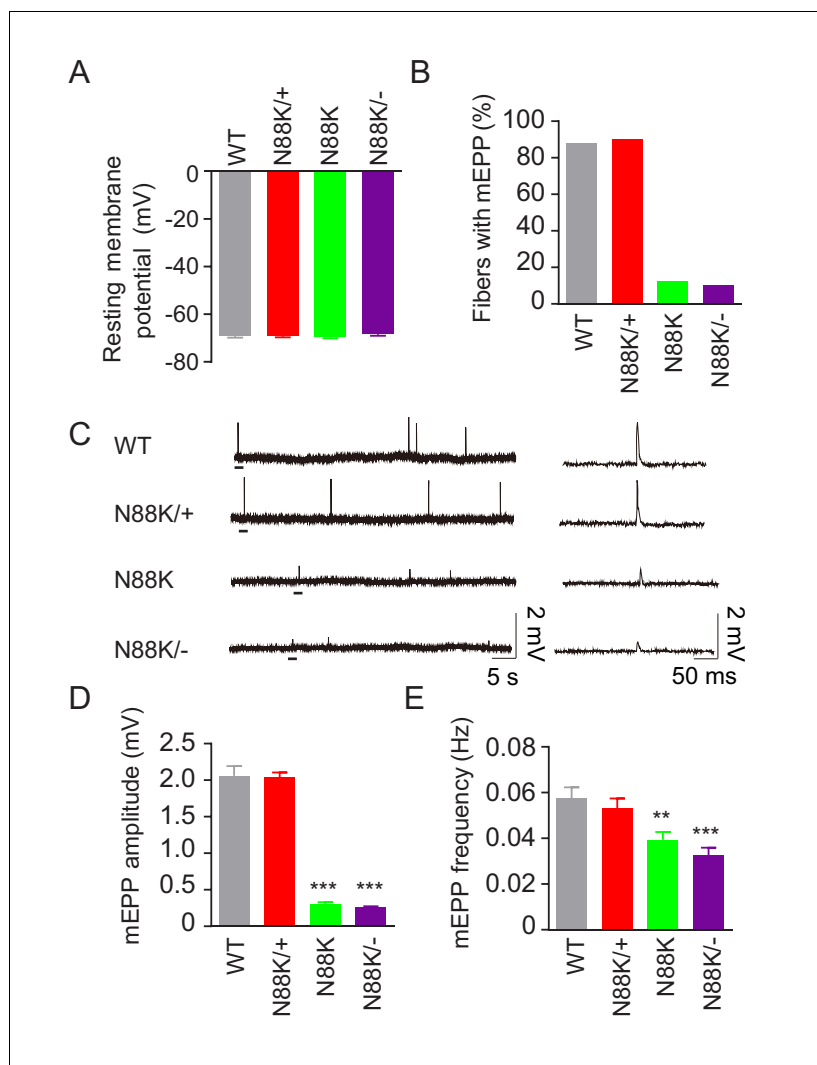 A
WT
N88K/+
N88K
N88K/-
Resting membrane
potential (mV)
0
-20
-40
-60
-80
B
Fibers with mEPP (%)
100
80
60
40
20
0
WT
N88K/+
N88K
N88K/-
C
WT
N88K/+
N88K
N88K/-
2 mV
5 s
2 mV
50 ms
D
mEPP amplitude (mV)
2.5
2.0
1.5
1.0
0.5
0
*** ***
WT
N88K/+
N88K
N88K/-
E
mEPP frequency (Hz)
0.08
0.06
0.04
0.02
0
** ***
WT
N88K/+
N88K
N88K/-